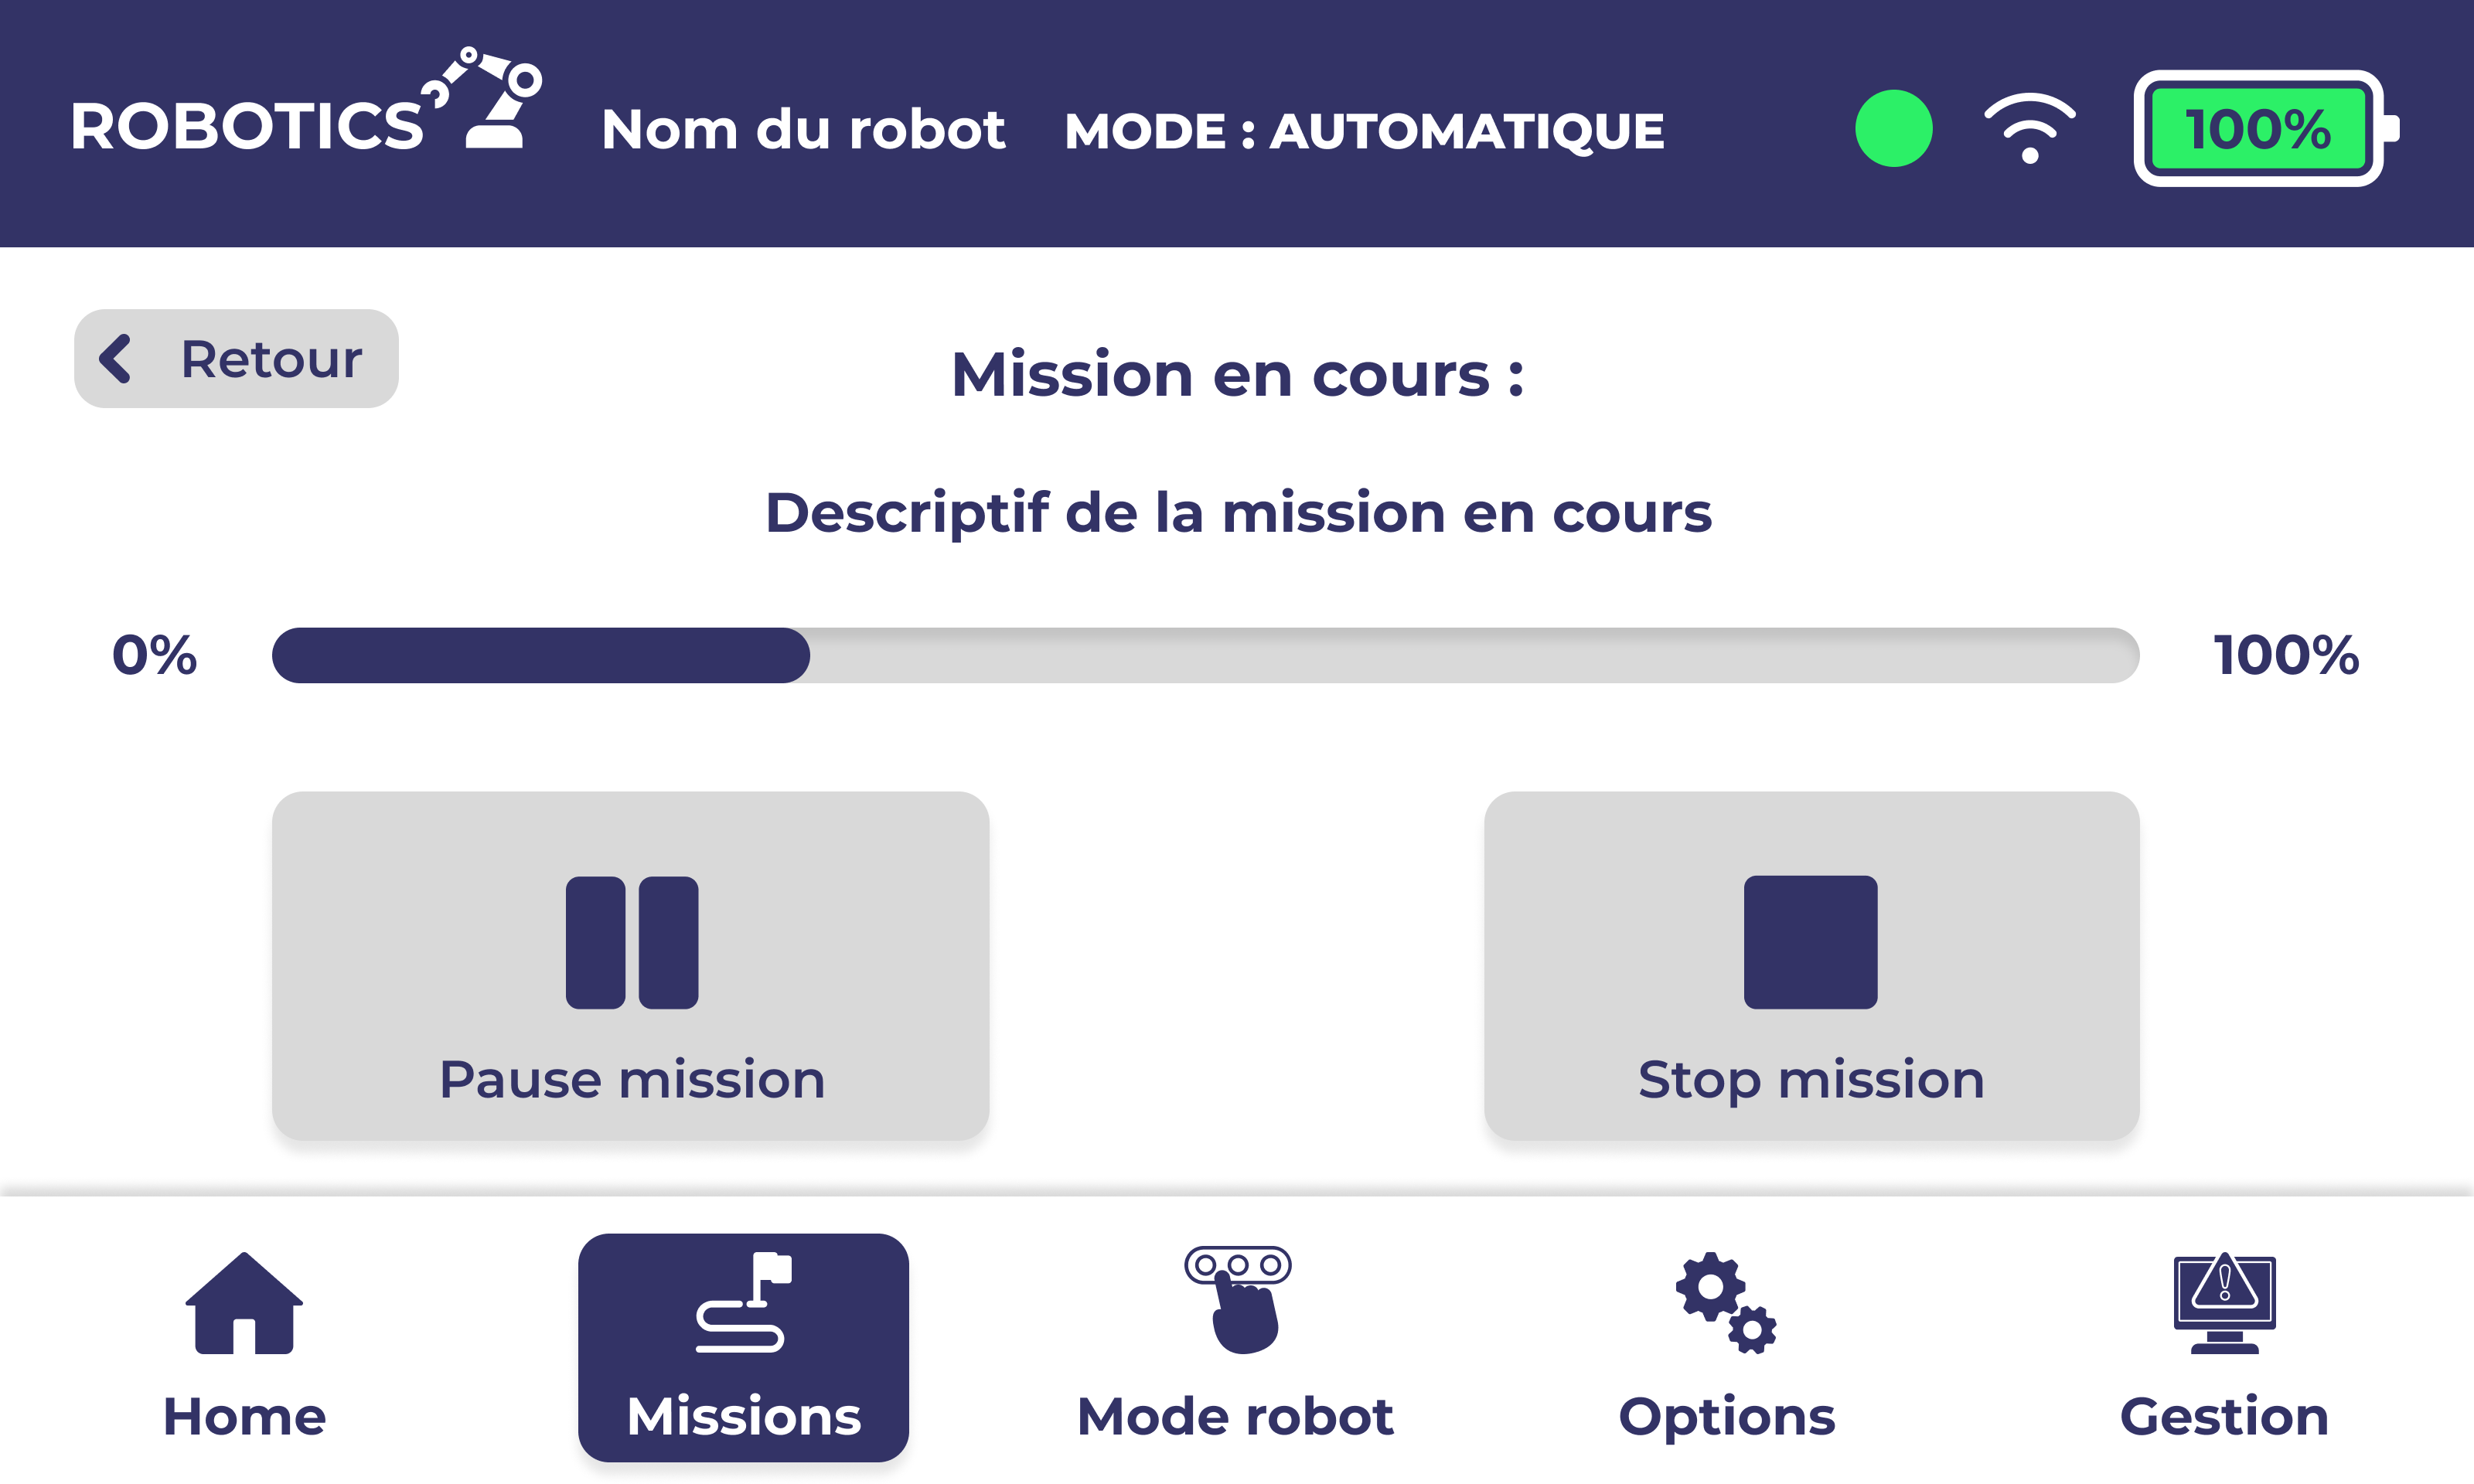 ROBOTICS
Nom du robot
MODE : AUTOMATIQUE
100%
Retour
Mission en cours :
Descriptif de la mission en cours
0%
100%
Pause mission
Stop mission
Home
Missions
Mode robot
Options
Gestion